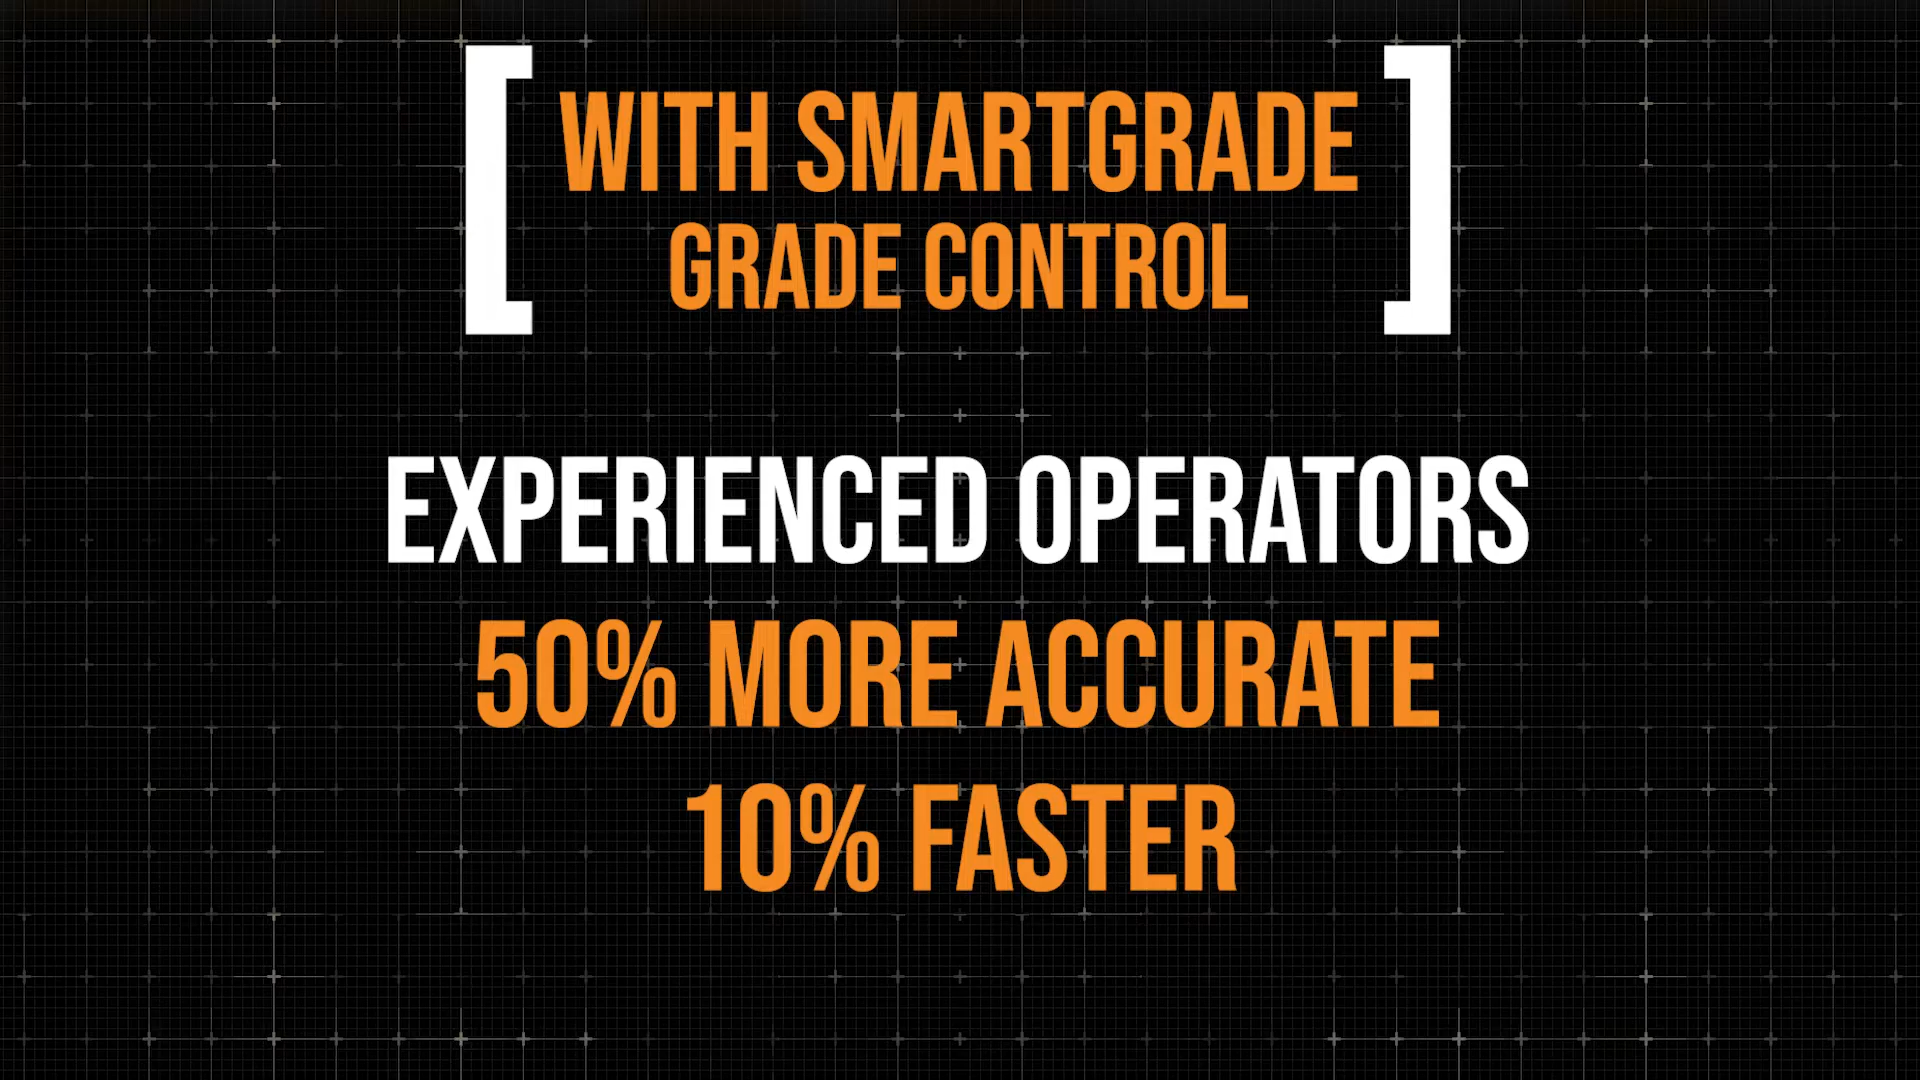 WITH SMARTGRADE
GRADE CONTROL
EXPERIENCED OPERATORS
50% MORE ACCURATE
10% FASTER